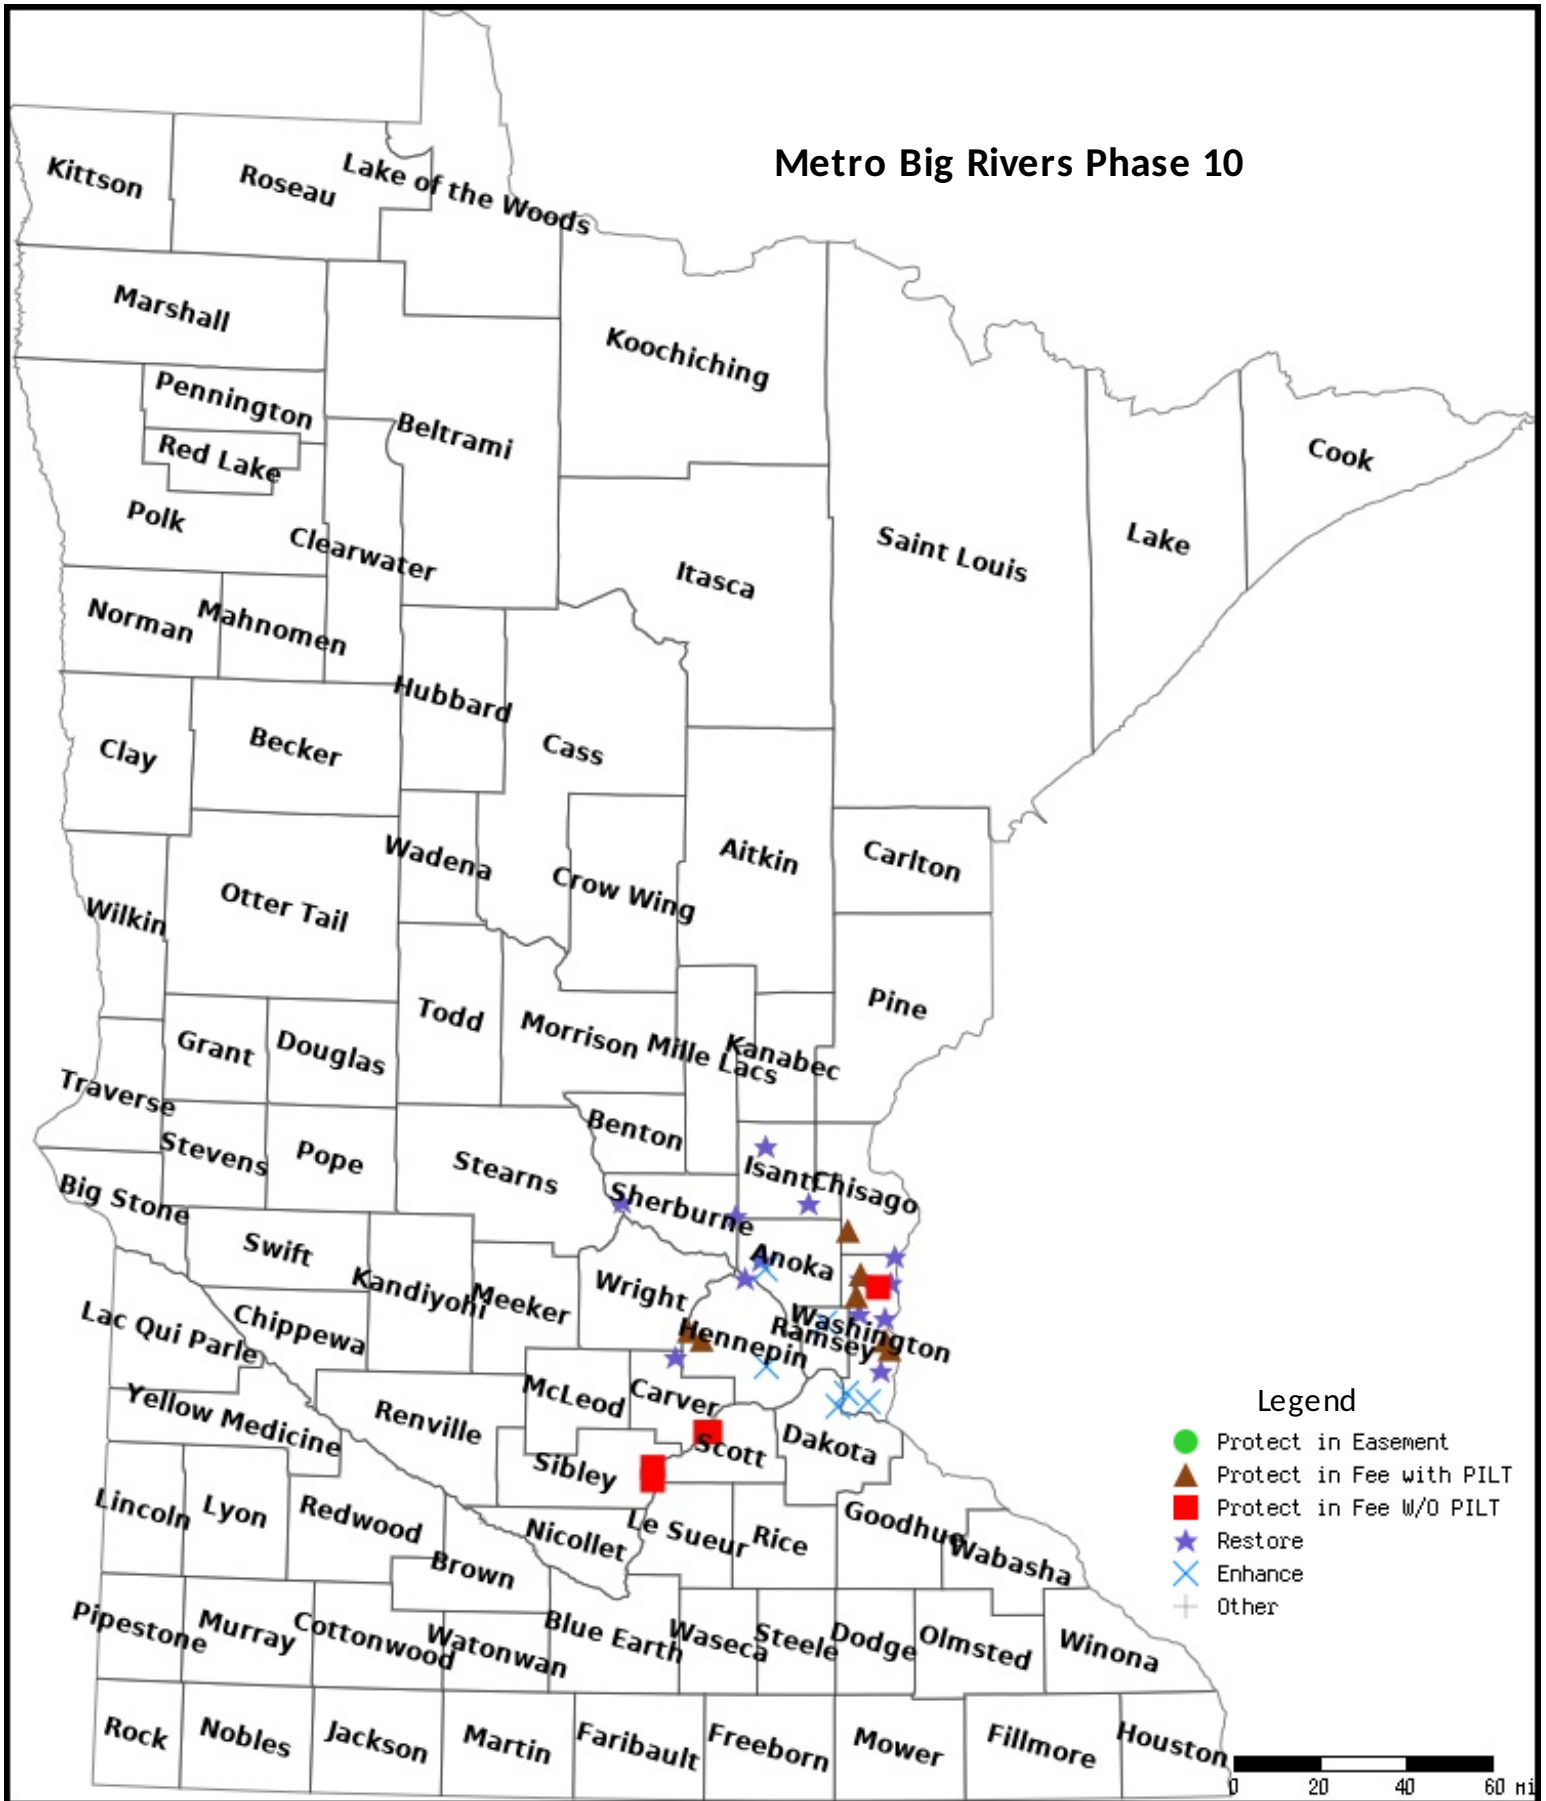 Metro Big Rivers Phase 10
Kittson
Roseau
Lake of the Woods
Marshall
Koochiching
Pennington
Beltrami
Red Lake
Cook
Polk
Clearwater
Saint Louis
Lake
Itasca
Norman
Mahnomen
Hubbard
Clay
Becker
Cass
Wadena
Aitkin
Carlton
Otter Tail
Crow Wing
Wilkin
Pine
Todd
Morrison
Mille Lacs
Kanabec
Grant
Douglas
Traverse
Benton
Stevens
Pope
Stearns
Isanti
Chisago
Big Stone
Sherburne
Swift
Anoka
Kandiyohi
Meeker
Wright
Lac Qui Parle
Chippewa
Hennepin
Ramsey
Washington
McLeod
Carver
Yellow Medicine
Renville
Scott
Dakota
Sibley
Lincoln
Lyon
Redwood
Nicollet
Le Sueur
Rice
Goodhue
Wabasha
Brown
Pipestone
Murray
Cottonwood
Watonwan
Blue Earth
Waseca
Steele
Dodge
Olmsted
Winona
Rock
Nobles
Jackson
Martin
Faribault
Freeborn
Mower
Fillmore
Houston
Legend
Protect in Easement
Protect in Fee with PILT
Protect in Fee W/O PILT
Restore
Enhance
Other
0 20 40 60 mi